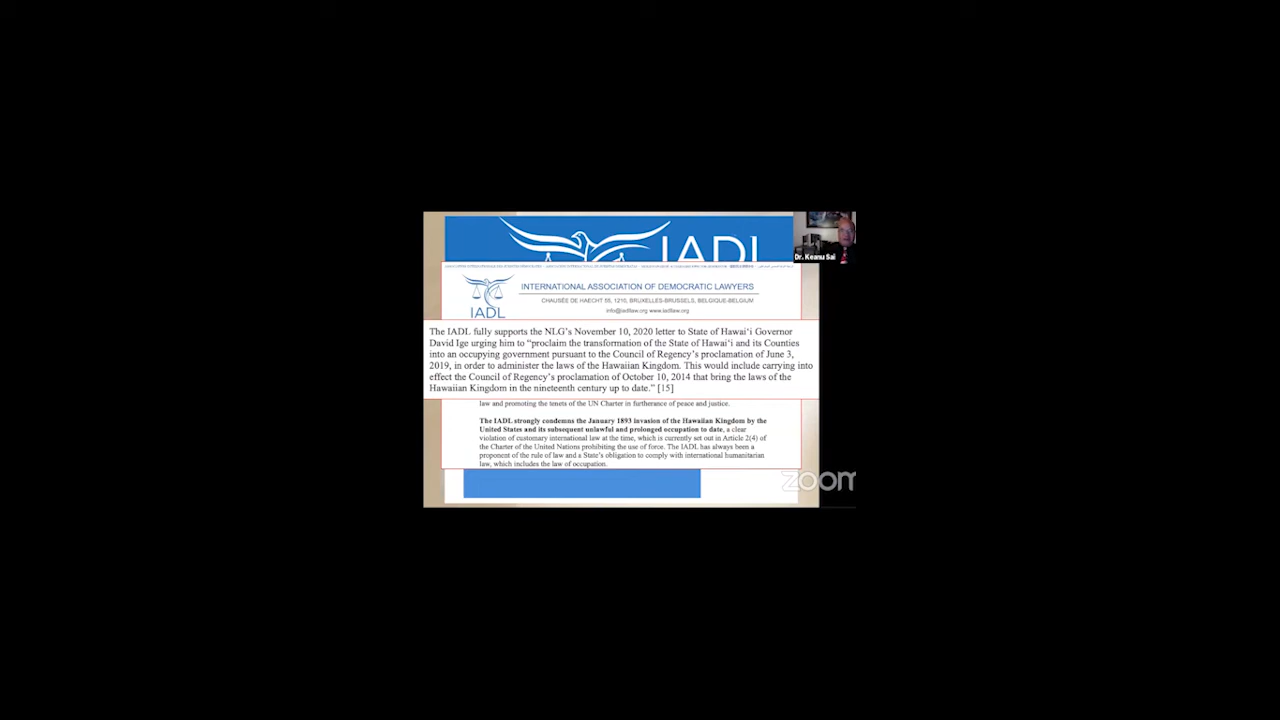 IADL
Dr. Keanu Sai
INTERNATIONAL ASSOCIATION OF DEMOCRATIC LAWYERS
CHAUSÉE DE HAECHT 55, 1210, BRUXELLES-BRUSSELS, BELGIQUE-BELGIUM
IADL
info@iadllaw.org www.iadllaw.org
The IADL fully supports the NLG's November 10, 2020 letter to State of Hawai‘i Governor
David Ige urging him to “proclaim the transformation of the State of Hawai‘i and its Counties
into an occupying government pursuant to the Council of Regency's proclamation of June 3,
2019, in order to administer the laws of the Hawaiian Kingdom. This would include carrying into
effect the Council of Regency's proclamation of October 10, 2014 that bring the laws of the
Hawaiian Kingdom in the nineteenth century up to date.” [15]
law and promoting the tenets of the UN Charter in furtherance of peace and justice.
The IADL strongly condemns the January 1893 invasion of the Hawaiian Kingdom by the
United States and its subsequent unlawful and prolonged occupation to date, a clear
violation of customary international law at the time, which is currently set out in Article 2(4) of
the Charter of the United Nations prohibiting the use of force. The IADL has always been a
proponent of the rule of law and a State's obligation to comply with international humanitarian
law, which includes the law of occupation.
zoom